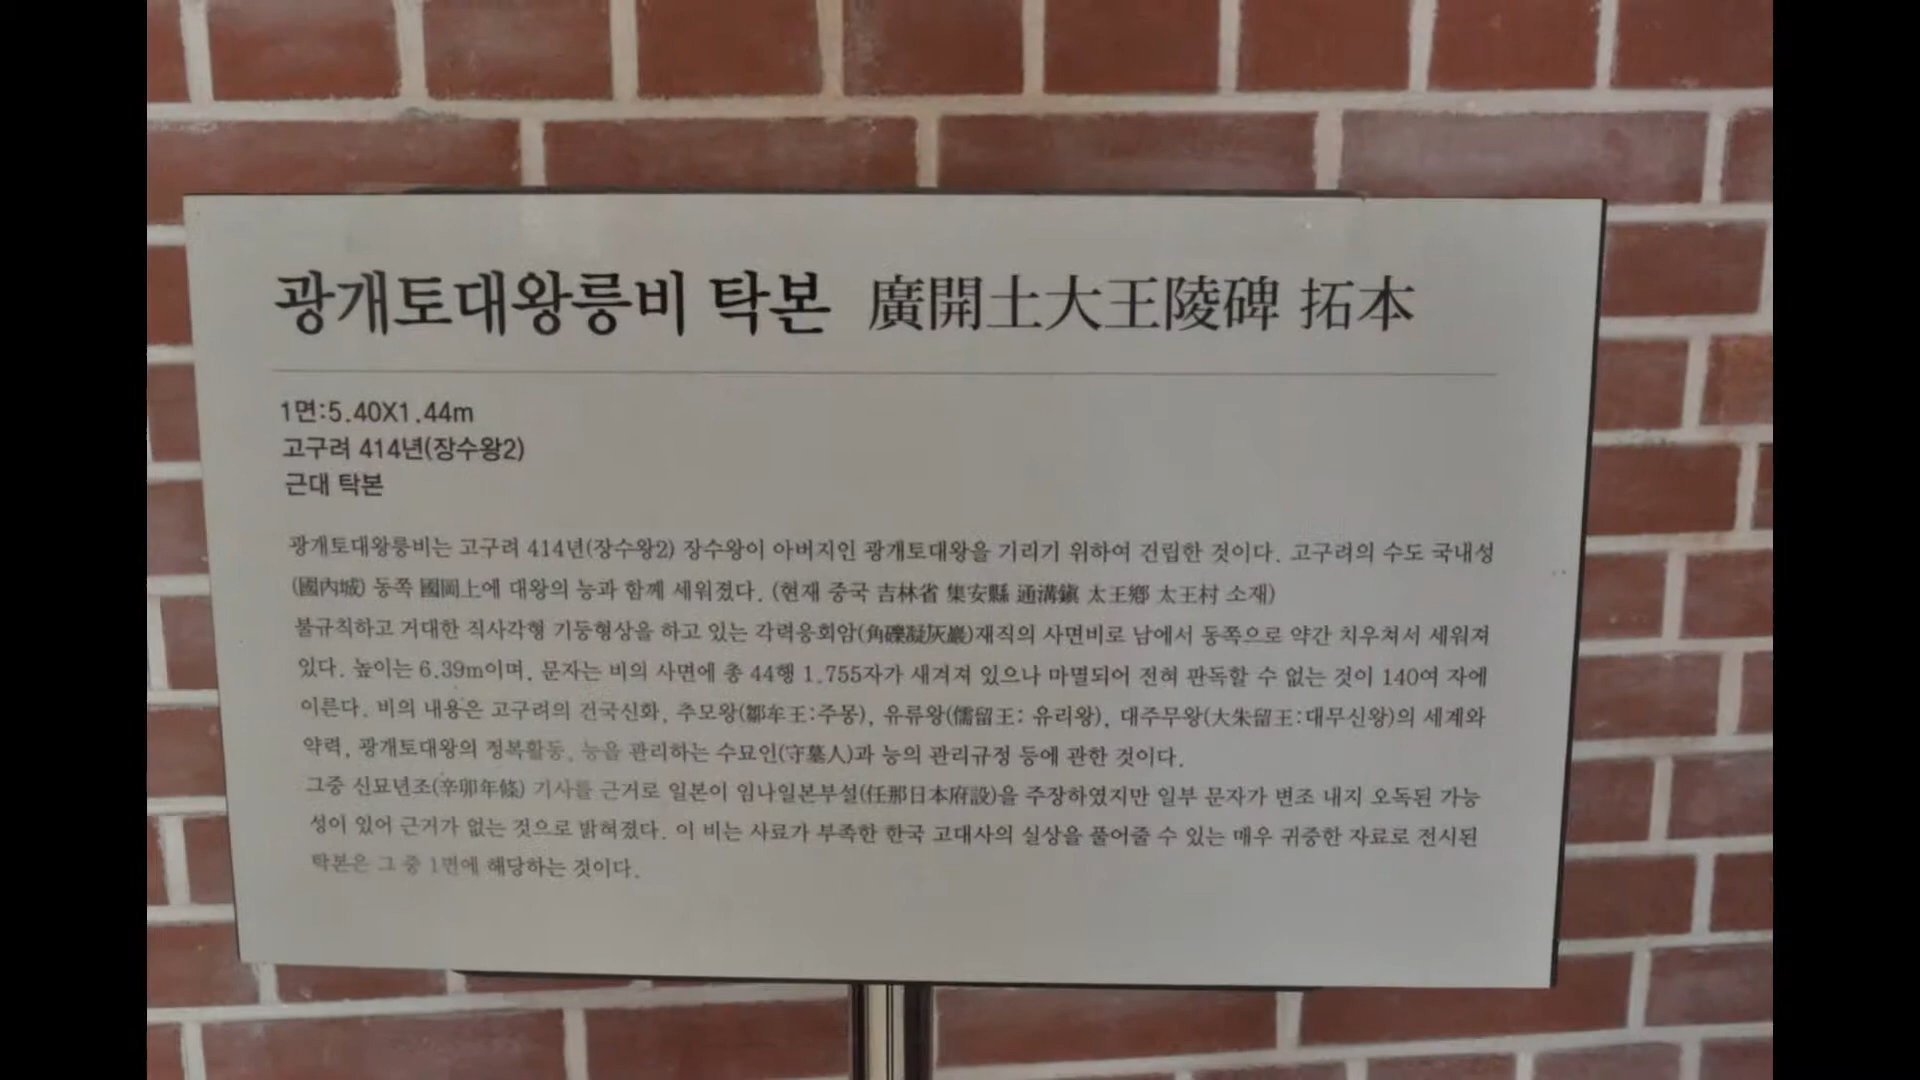 광개토대왕릉비 탁본 廣開土大王陵碑 拓本
1면:5.40X1.44m
고구려 414년(장수왕2)
근대 탁본
광개토대왕릉비는 고구려 414년(장수왕2) 장수왕이 아버지인 광개토대왕을 기리기 위하여 건립한 것이다. 고구려의 수도 국내성
(國內城) 동쪽 國岡上에 대왕의 능과 함께 세워졌다. (현재 중국 吉林省 集安縣 通溝鎭 太王鄕 太王村 소재)
불규칙하고 거대한 직사각형 기둥형상을 하고 있는 각력응회암(角礫凝灰巖)재직의 사면비로 남에서 동쪽으로 약간 치우쳐서 세워져
있다. 높이는 6.39m이며, 문자는 비의 사면에 총 44행 1.755자가 새겨져 있으나 마멸되어 전혀 판독할 수 없는 것이 140여 자에
이른다. 비의 내용은 고구려의 건국신화, 추모왕(鄒牟王:주몽), 유류왕(儒留王: 유리왕), 대주무왕(大朱留王:대무신왕)의 세계와
약력, 광개토대왕의 정복활동, 능을 관리하는 수묘인(守墓人)과 능의 관리규정 등에 관한 것이다.
그중 신묘년조(辛卯年條) 기사를 근거로 일본이 임나일본부설(任那日本府設)을 주장하였지만 일부 문자가 변조 내지 오독된 가능
성이 있어 근거가 없는 것으로 밝혀졌다. 이 비는 사료가 부족한 한국 고대사의 실상을 풀어줄 수 있는 매우 귀중한 자료로 전시된
탁본은 그 중 1면에 해당하는 것이다.